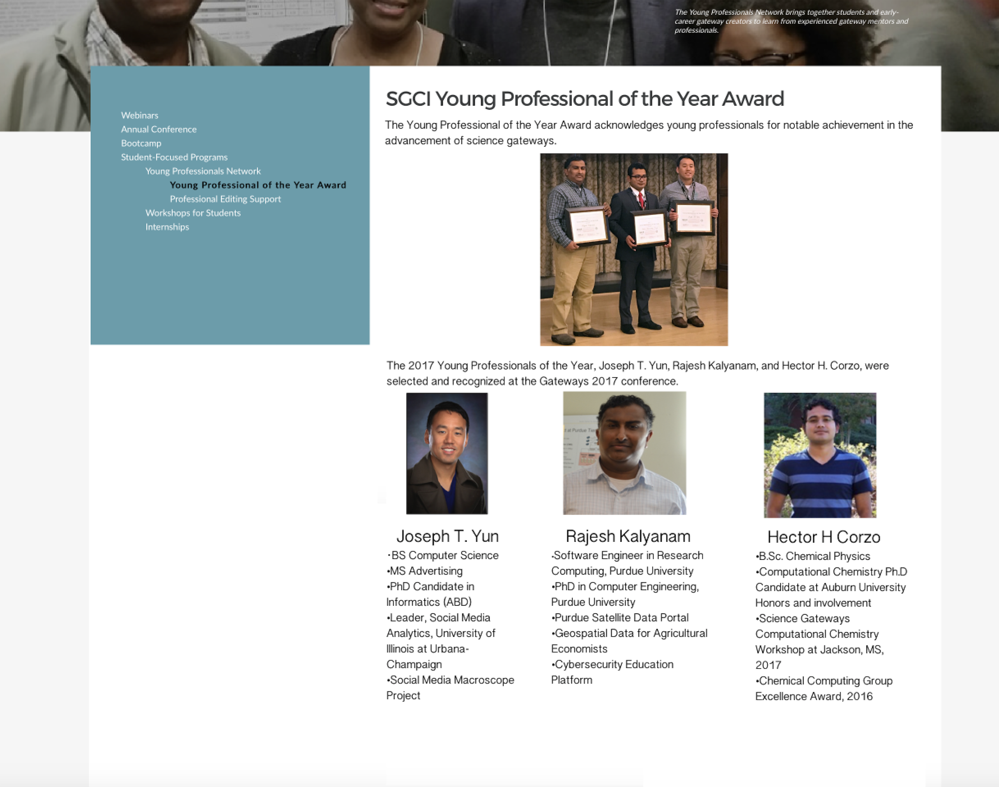 The Young Professionals Network brings together students and early-
career gateway creators to learn from experienced gateway mentors and
professionals.
Webinars
Annual Conference
Bootcamp
Student-Focused Programs
Young Professionals Network
Young Professional of the Year Award
Professional Editing Support
Workshops for Students
Internships
SGCI Young Professional of the Year Award
The Young Professional of the Year Award acknowledges young professionals for notable achievement in the
advancement of science gateways.
The 2017 Young Professionals of the Year, Joseph T. Yun, Rajesh Kalyanam, and Hector H. Corzo, were
selected and recognized at the Gateways 2017 conference.
at Purdue
Joseph T. Yun
·BS Computer Science
•MS Advertising
•PhD Candidate in
Informatics (ABD)
•Leader, Social Media
Analytics, University of
Illinois at Urbana-
Champaign
•Social Media Macroscope
Project
Rajesh Kalyanam
•Software Engineer in Research
Computing, Purdue University
•PhD in Computer Engineering,
Purdue University
•Purdue Satellite Data Portal
•Geospatial Data for Agricultural
Economists
•Cybersecurity Education
Platform
Hector H Corzo
•B.Sc. Chemical Physics
•Computational Chemistry Ph.D
Candidate at Auburn University
Honors and involvement
•Science Gateways
Computational Chemistry
Workshop at Jackson, MS,
2017
•Chemical Computing Group
Excellence Award, 2016